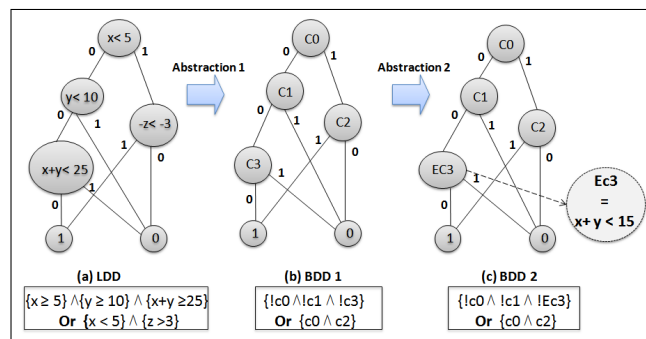 x< 5
0
1
y< 10
-z< -3
0
1
1
0
x+y< 25
0
1
1
0
Abstraction 1
C0
0
1
C1
C2
0
1
1
0
C3
0
1
1
0
Abstraction 2
C0
0
1
C1
C2
0
1
1
0
EC3
0
1
1
0
Ec3
=
x+ y < 15
(a) LDD
(b) BDD 1
(c) BDD 2
{x ≥ 5} ∧{y ≥ 10} ∧ {x+y ≥25}
Or {x < 5} ∧ {z >3}
{!c0 ∧!c1 ∧ !c3}
Or {c0 ∧ c2}
{!c0 ∧ !c1 ∧ !Ec3}
Or {c0 ∧ c2}